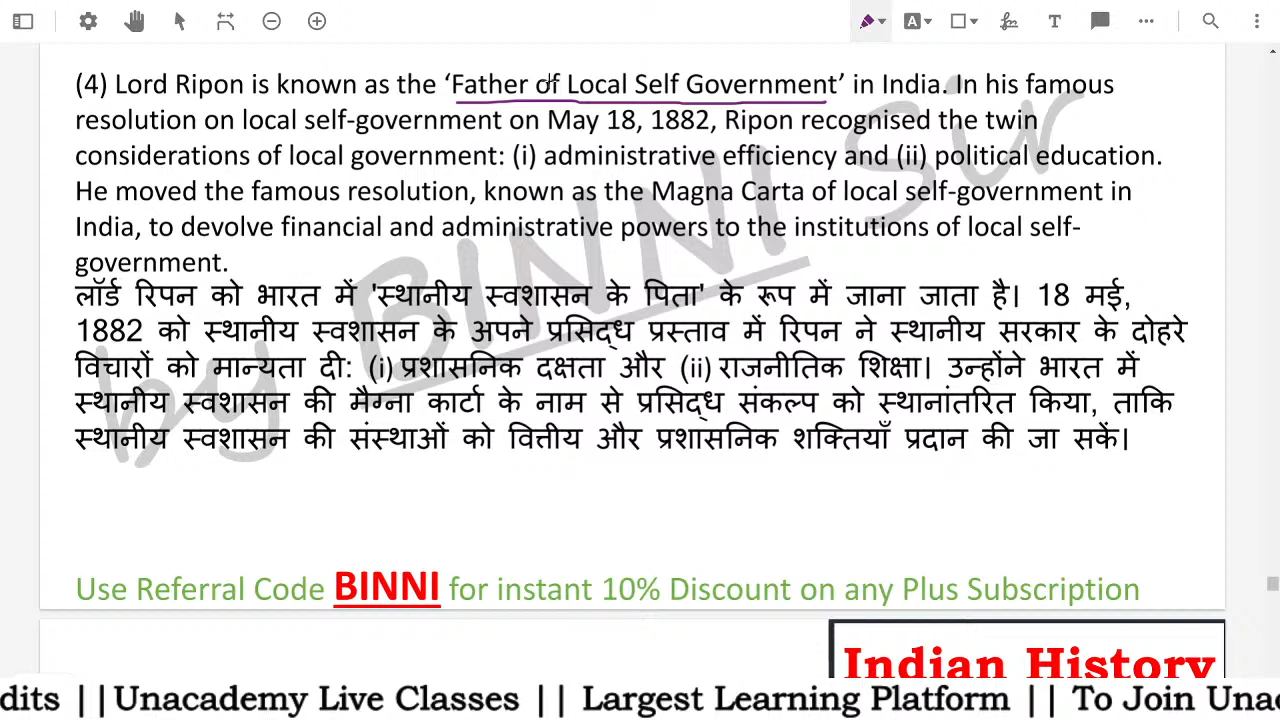 (4) Lord Ripon is known as the ‘Father of Local Self Government’ in India. In his famous
resolution on local self-government on May 18, 1882, Ripon recognised the twin
considerations of local government: (i) administrative efficiency and (ii) political education.
He moved the famous resolution, known as the Magna Carta of local self-government in
India, to devolve financial and administrative powers to the institutions of local self-
government.
लॉर्ड रिपन को भारत में 'स्थानीय स्वशासन के पिता' के रूप में जाना जाता है। 18 मई,
1882 को स्थानीय स्वशासन के अपने प्रसिद्ध प्रस्ताव में रिपन ने स्थानीय सरकार के दोहरे
विचारों को मान्यता दी: (i) प्रशासनिक दक्षता और (ii) राजनीतिक शिक्षा। उन्होंने भारत में
स्थानीय स्वशासन की मैग्ना कार्टा के नाम से प्रसिद्ध संकल्प को स्थानांतरित किया, ताकि
स्थानीय स्वशासन की संस्थाओं को वित्तीय और प्रशासनिक शक्तियाँ प्रदान की जा सकें।
by BINNI Sir
Use Referral Code BINNI for instant 10% Discount on any Plus Subscription
Indian History
dits || Unacademy Live Classes || Largest Learning Platform || To Join Unac